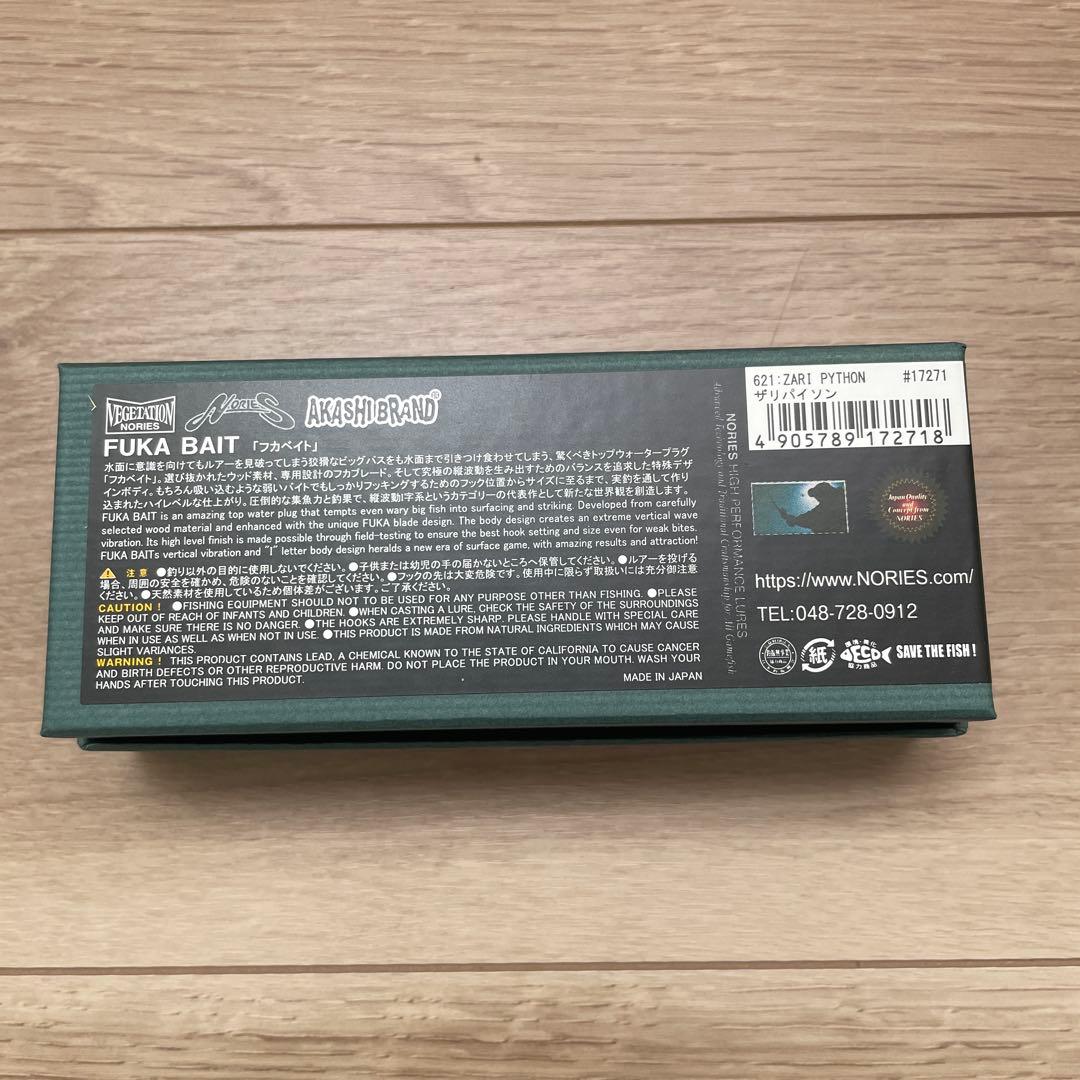 VEGETATION
NORIES
NORIES
AKASHI BRAND®
FUKA BAIT 「フカベイト」
水面に意識を向けてもルアーを見破ってしまう狡猾なビッグバスをも水面まで引きつけ食わせてしまう、驚くべきトップウォータープラグ
「フカベイト」。選び抜かれたウッド素材、専用設計のフカブレード。そして究極の縦波動を生み出すためのバランスを追求した特殊デザ
インボディ。もちろん吸い込むような弱いバイトでもしっかりフッキングするためのフック位置からサイズに至るまで、実釣を通して作り
込まれたハイレベルな仕上がり。圧倒的な集魚力と釣果で、縦波動I字系というカテゴリーの代表作として新たな世界観を創造します。
FUKA BAIT is an amazing top water plug that tempts even wary big fish into surfacing and striking. Developed from carefully
selected wood material and enhanced with the unique FUKA blade design. The body design creates an extreme vertical wave
vibration. Its high level finish is made possible through field-testing to ensure the best hook setting and size even for weak bites.
FUKA BAITs vertical vibration and "I" letter body design heralds a new era of surface game, with amazing results and attraction!
注意 ●釣り以外の目的に使用しないでください。●子供または幼児の手の届かないところへ保管してください。●ルアーを投げる
場合、周囲の安全を確かめ、危険のないことを確認してください。●フックの先は大変危険です。使用中に限らず取扱いには充分御注意
ください。●天然素材を使用しているため個体差がございます。ご了承ください。
CAUTION ! ●FISHING EQUIPMENT SHOULD NOT TO BE USED FOR ANY PURPOSE OTHER THAN FISHING. ●PLEASE
KEEP OUT OF REACH OF INFANTS AND CHILDREN. ●WHEN CASTING A LURE, CHECK THE SAFETY OF THE SURROUNDINGS
AND MAKE SURE THERE IS NO DANGER. ●THE HOOKS ARE EXTREMELY SHARP. PLEASE HANDLE WITH SPECIAL CARE
WHEN IN USE AS WELL AS WHEN NOT IN USE. ●THIS PRODUCT IS MADE FROM NATURAL INGREDIENTS WHICH MAY CAUSE
SLIGHT VARIANCES.
WARNING ! THIS PRODUCT CONTAINS LEAD, A CHEMICAL KNOWN TO THE STATE OF CALIFORNIA TO CAUSE CANCER
AND BIRTH DEFECTS OR OTHER REPRODUCTIVE HARM. DO NOT PLACE THE PRODUCT IN YOUR MOUTH. WASH YOUR
HANDS AFTER TOUCHING THIS PRODUCT.
MADE IN JAPAN
NORIES HIGH PERFORMANCE LURES
Advanced Technology and Traditional Craftsmanship for All Gamefish
621:ZARI PYTHON #17271
ザリパイソン
4 905789 172718
Japan Quality
and
Concept from
NORIES
https://www.NORIES.com/
TEL:048-728-0912
紙
環境・美化
ECO
協力商品
SAVE THE FISH !